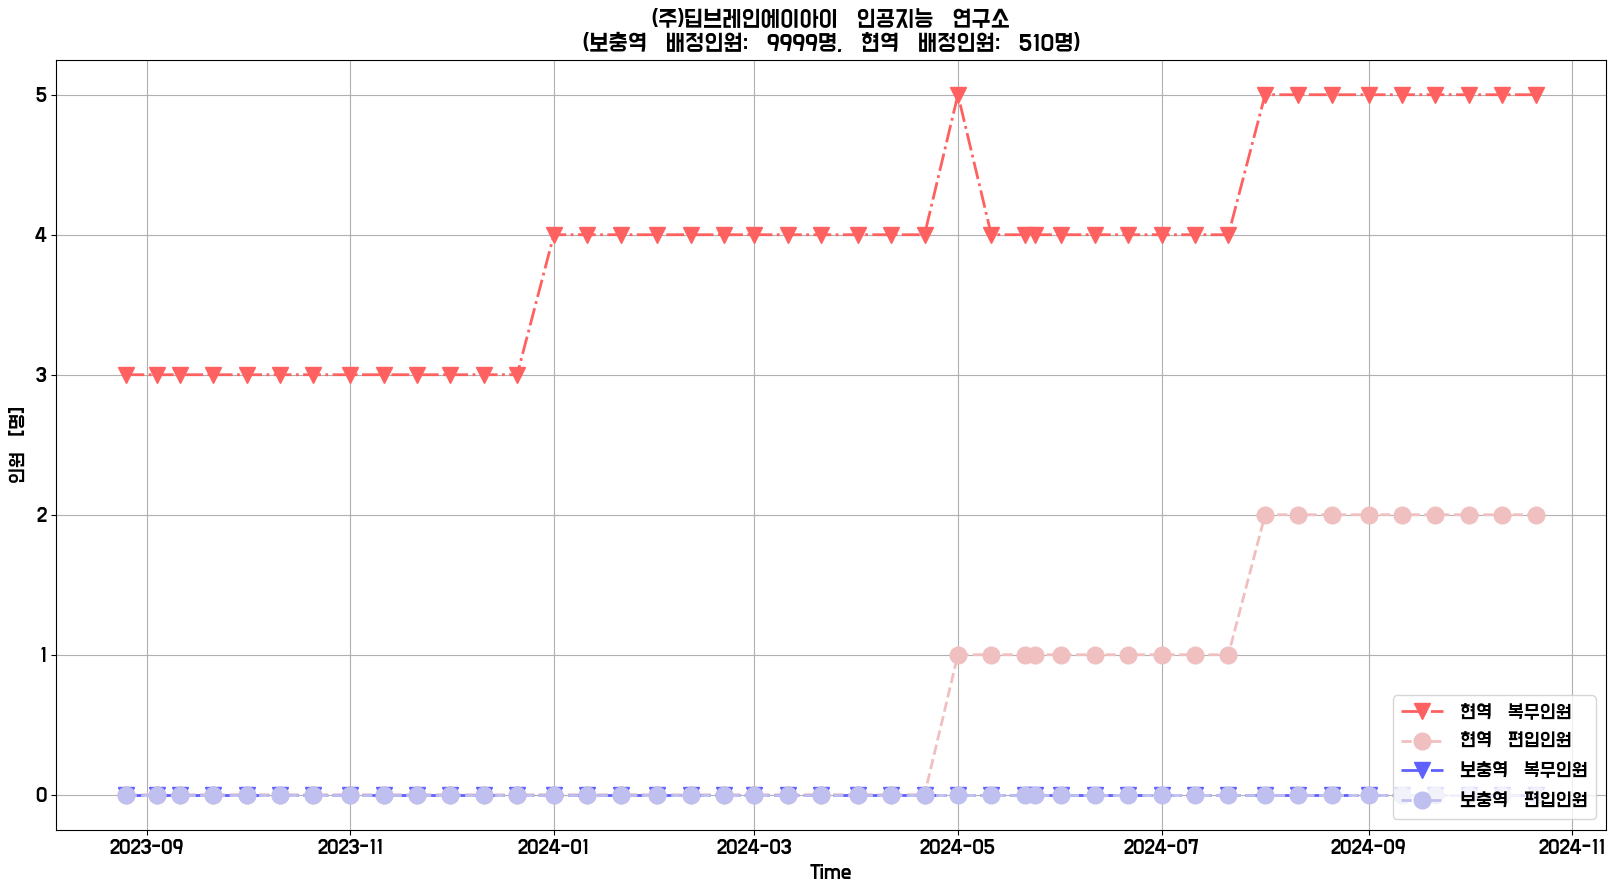 (주)딥브레인에이아이 인공지능 연구소
(보충역 배정인원: 9999명, 현역 배정인원: 510명)
5
4
3
2
1
0
인원 [명]
2023-09 2023-11 2024-01 2024-03 2024-05 2024-07 2024-09 2024-11
Time
현역 복무인원
현역 편입인원
보충역 복무인원
보충역 편입인원